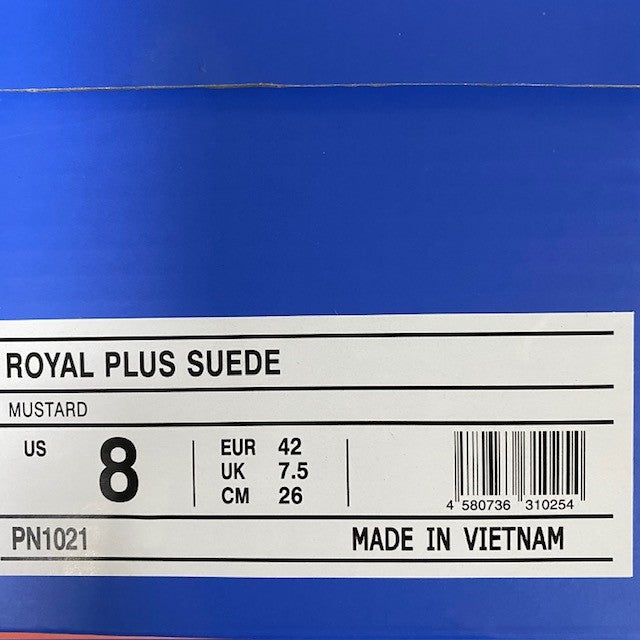 ROYAL PLUS SUEDE
MUSTARD
US 8
EUR 42
UK 7.5
CM 26
4 580736 310254
PN1021
MADE IN VIETNAM